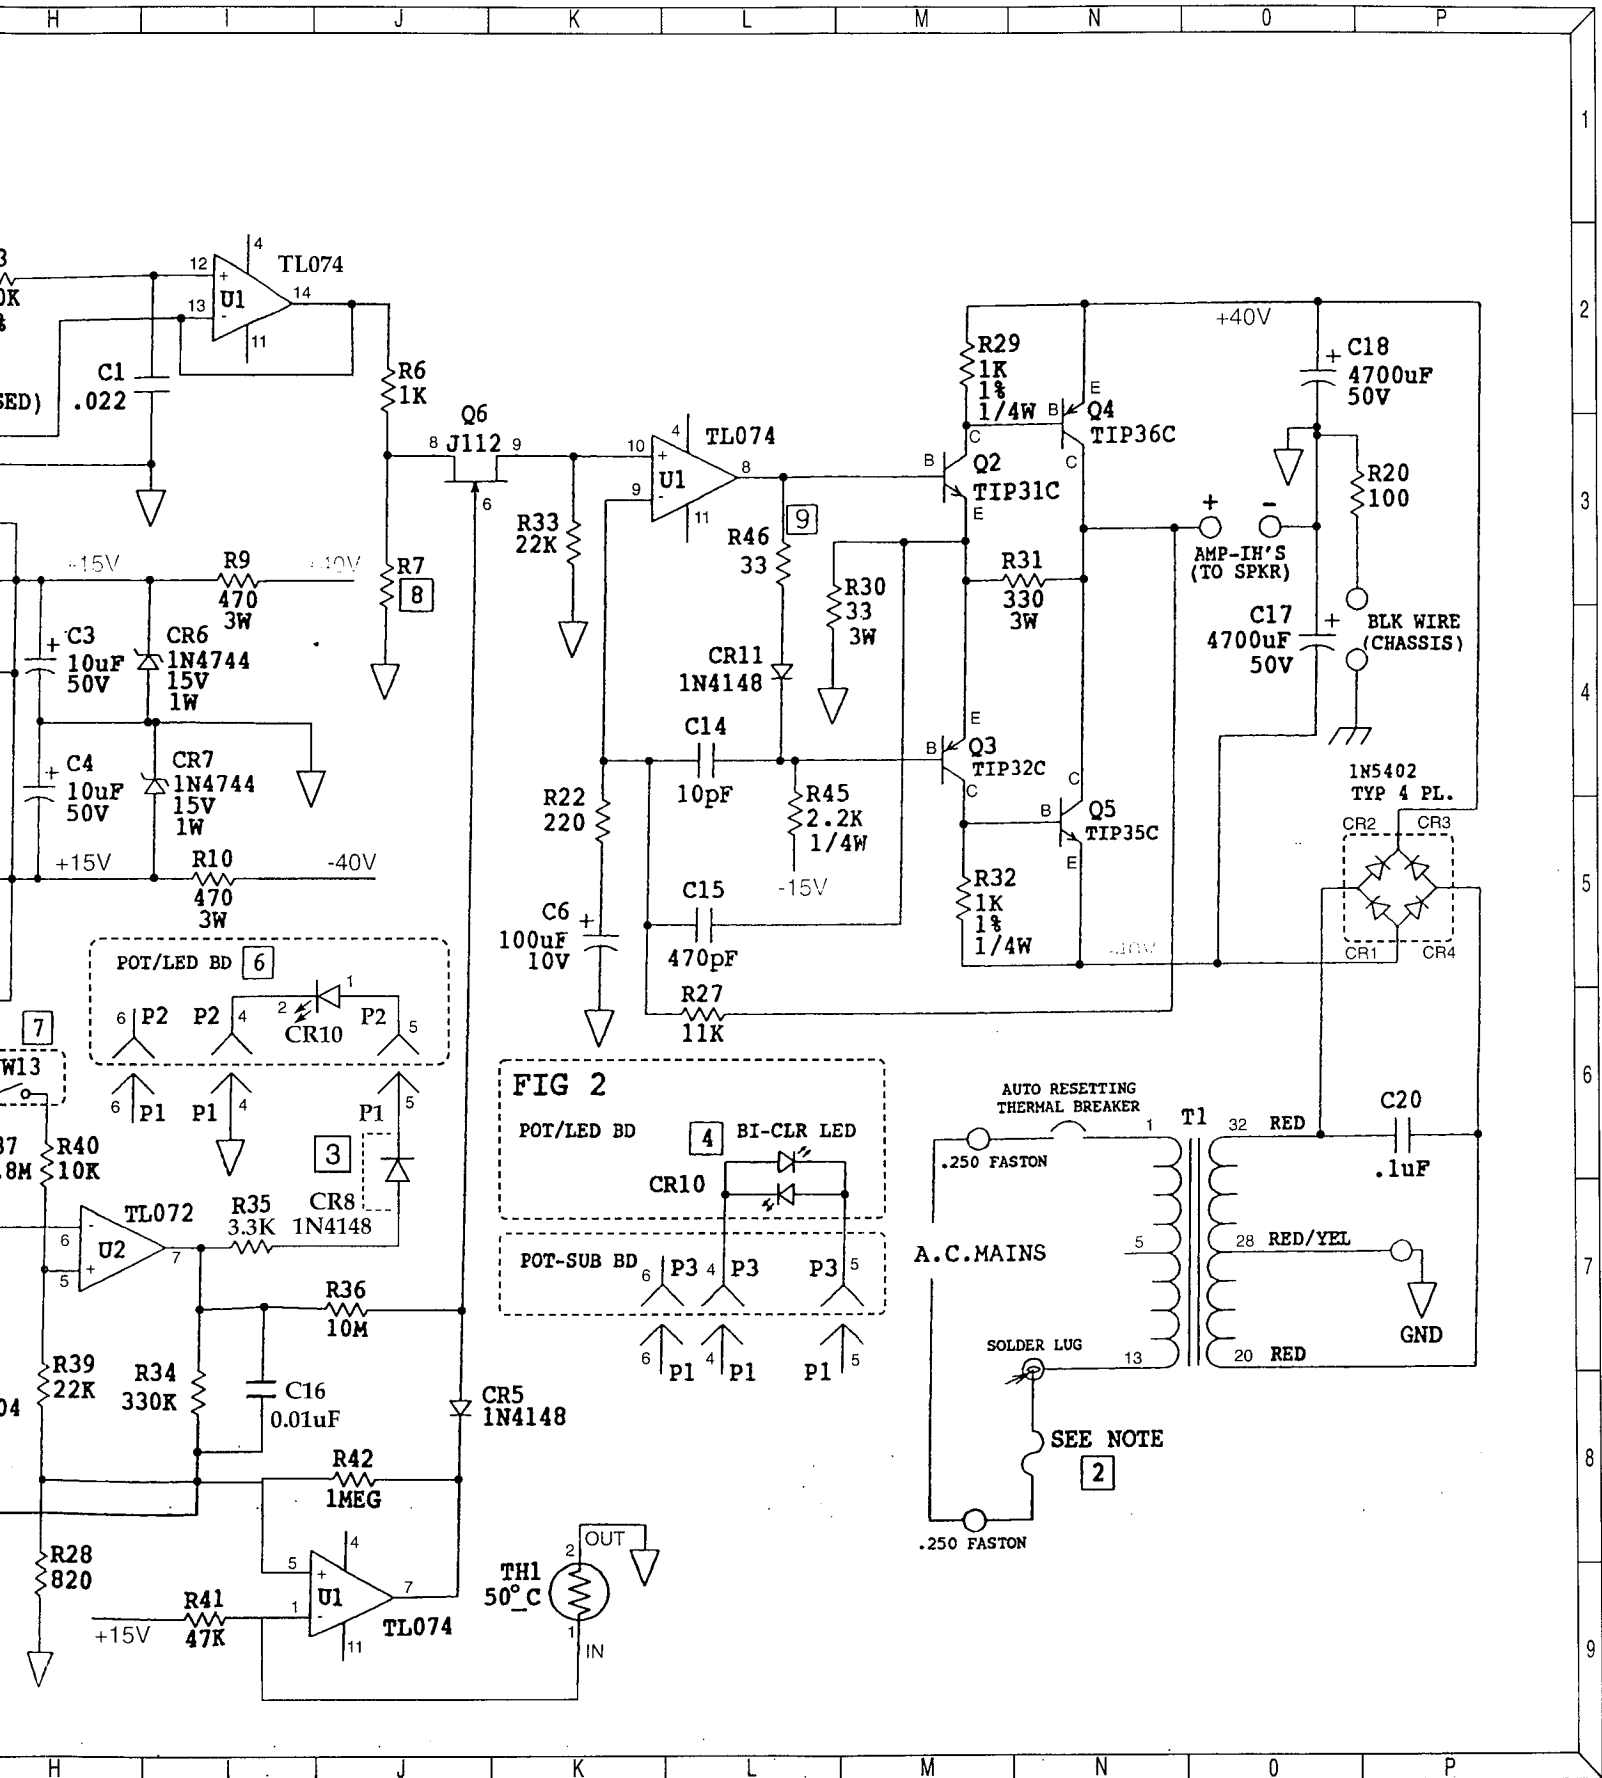 H I J K L M N O P
1
4
12
TL074
+
U1
14
13
-
11
2
+40V
C1
.022
R6
1K
R29
1K
1%
1/4W
C18
+
4700uF
50V
SED)
Q6
J112
8
9
6
10
4
TL074
+
U1
8
9
-
11
B
Q4
E
TIP36C
C
C
B
Q2
TIP31C
E
R20
100
3
R33
22K
R46
33
9
+
-
AMP-IH'S
(TO SPKR)
-15V
R9
470
3W
R7
8
R30
33
3W
R31
330
3W
C17
+
4700uF
50V
BLK WIRE
(CHASSIS)
C3
+
10uF
50V
CR6
1N4744
15V
1W
CR11
1N4148
4
C14
10pF
E
B
Q3
TIP32C
C
C4
+
10uF
50V
CR7
1N4744
15V
1W
1N5402
TYP 4 PL.
R22
220
R45
2.2K
1/4W
C
B
Q5
TIP35C
E
CR2
CR3
+15V
R10
470
3W
-40V
-15V
5
C6
+
100uF
10V
C15
470pF
R32
1K
1%
1/4W
-40V
CR1
CR4
POT/LED BD
6
R27
11K
7
6
P2
P2
4
2
1
CR10
P2
5
W13
6
P1
P1
4
P1
5
FIG 2
POT/LED BD
4
BI-CLR LED
CR10
AUTO RESETTING
THERMAL BREAKER
6
1
T1
32
RED
C20
.1uF
.250 FASTON
R40
10K
.8M
3
CR8
1N4148
TL072
R35
3.3K
6
-
U2
7
5
+
POT-SUB BD
6
P3
4
P3
P3
5
A.C.MAINS
5
28
RED/YEL
7
R36
10M
GND
6
P1
4
P1
P1
5
SOLDER LUG
13
20
RED
R39
22K
R34
330K
C16
0.01uF
CR5
1N4148
04
R42
1MEG
SEE NOTE
2
8
R28
820
4
5
+
U1
7
1
-
TL074
11
R41
47K
+15V
2
OUT
TH1
50°C
1
IN
.250 FASTON
9
H I J K L M N O P